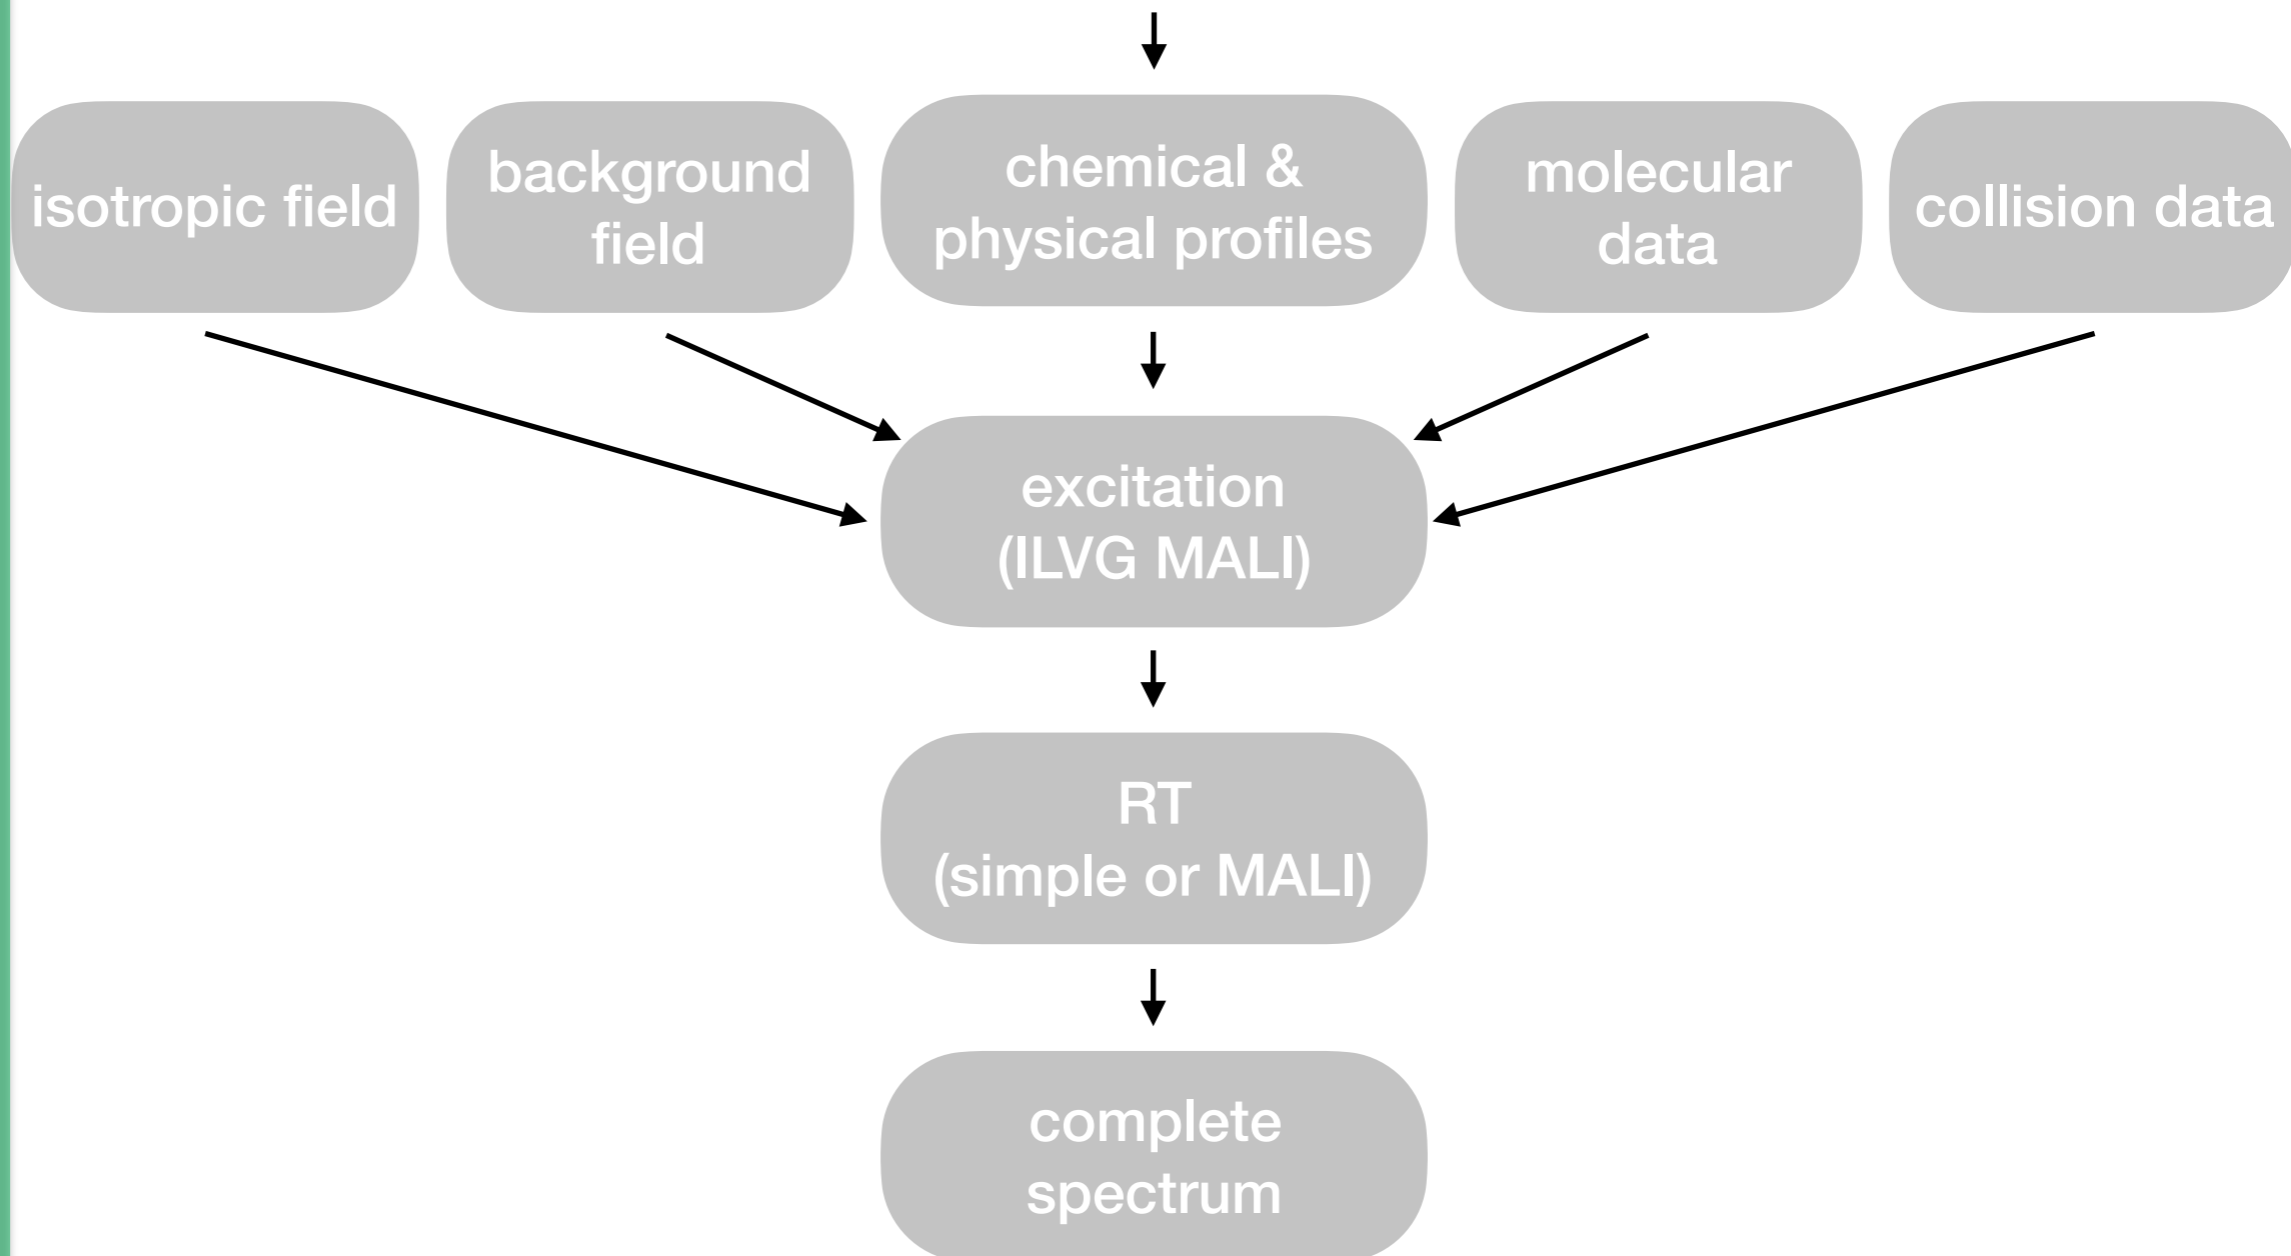 isotropic field
background
field
chemical &
physical profiles
molecular
data
collision data
excitation
(ILVG MALI)
RT
(simple or MALI)
complete
spectrum